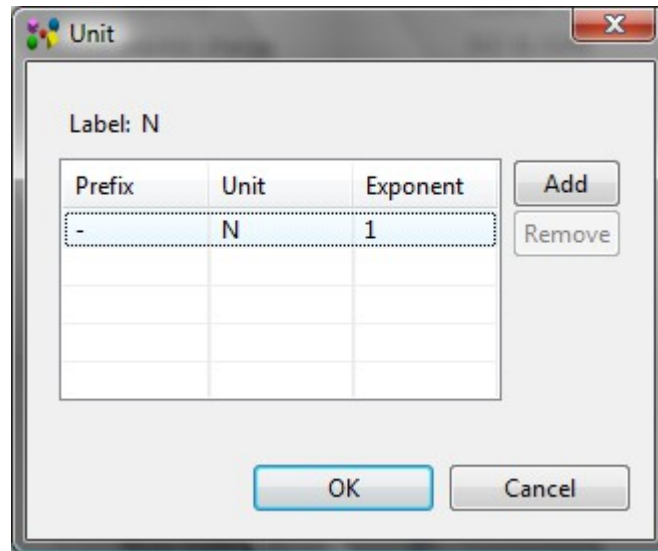 Unit
Label: N
Prefix Unit Exponent
- N 1
Add
Remove
OK Cancel